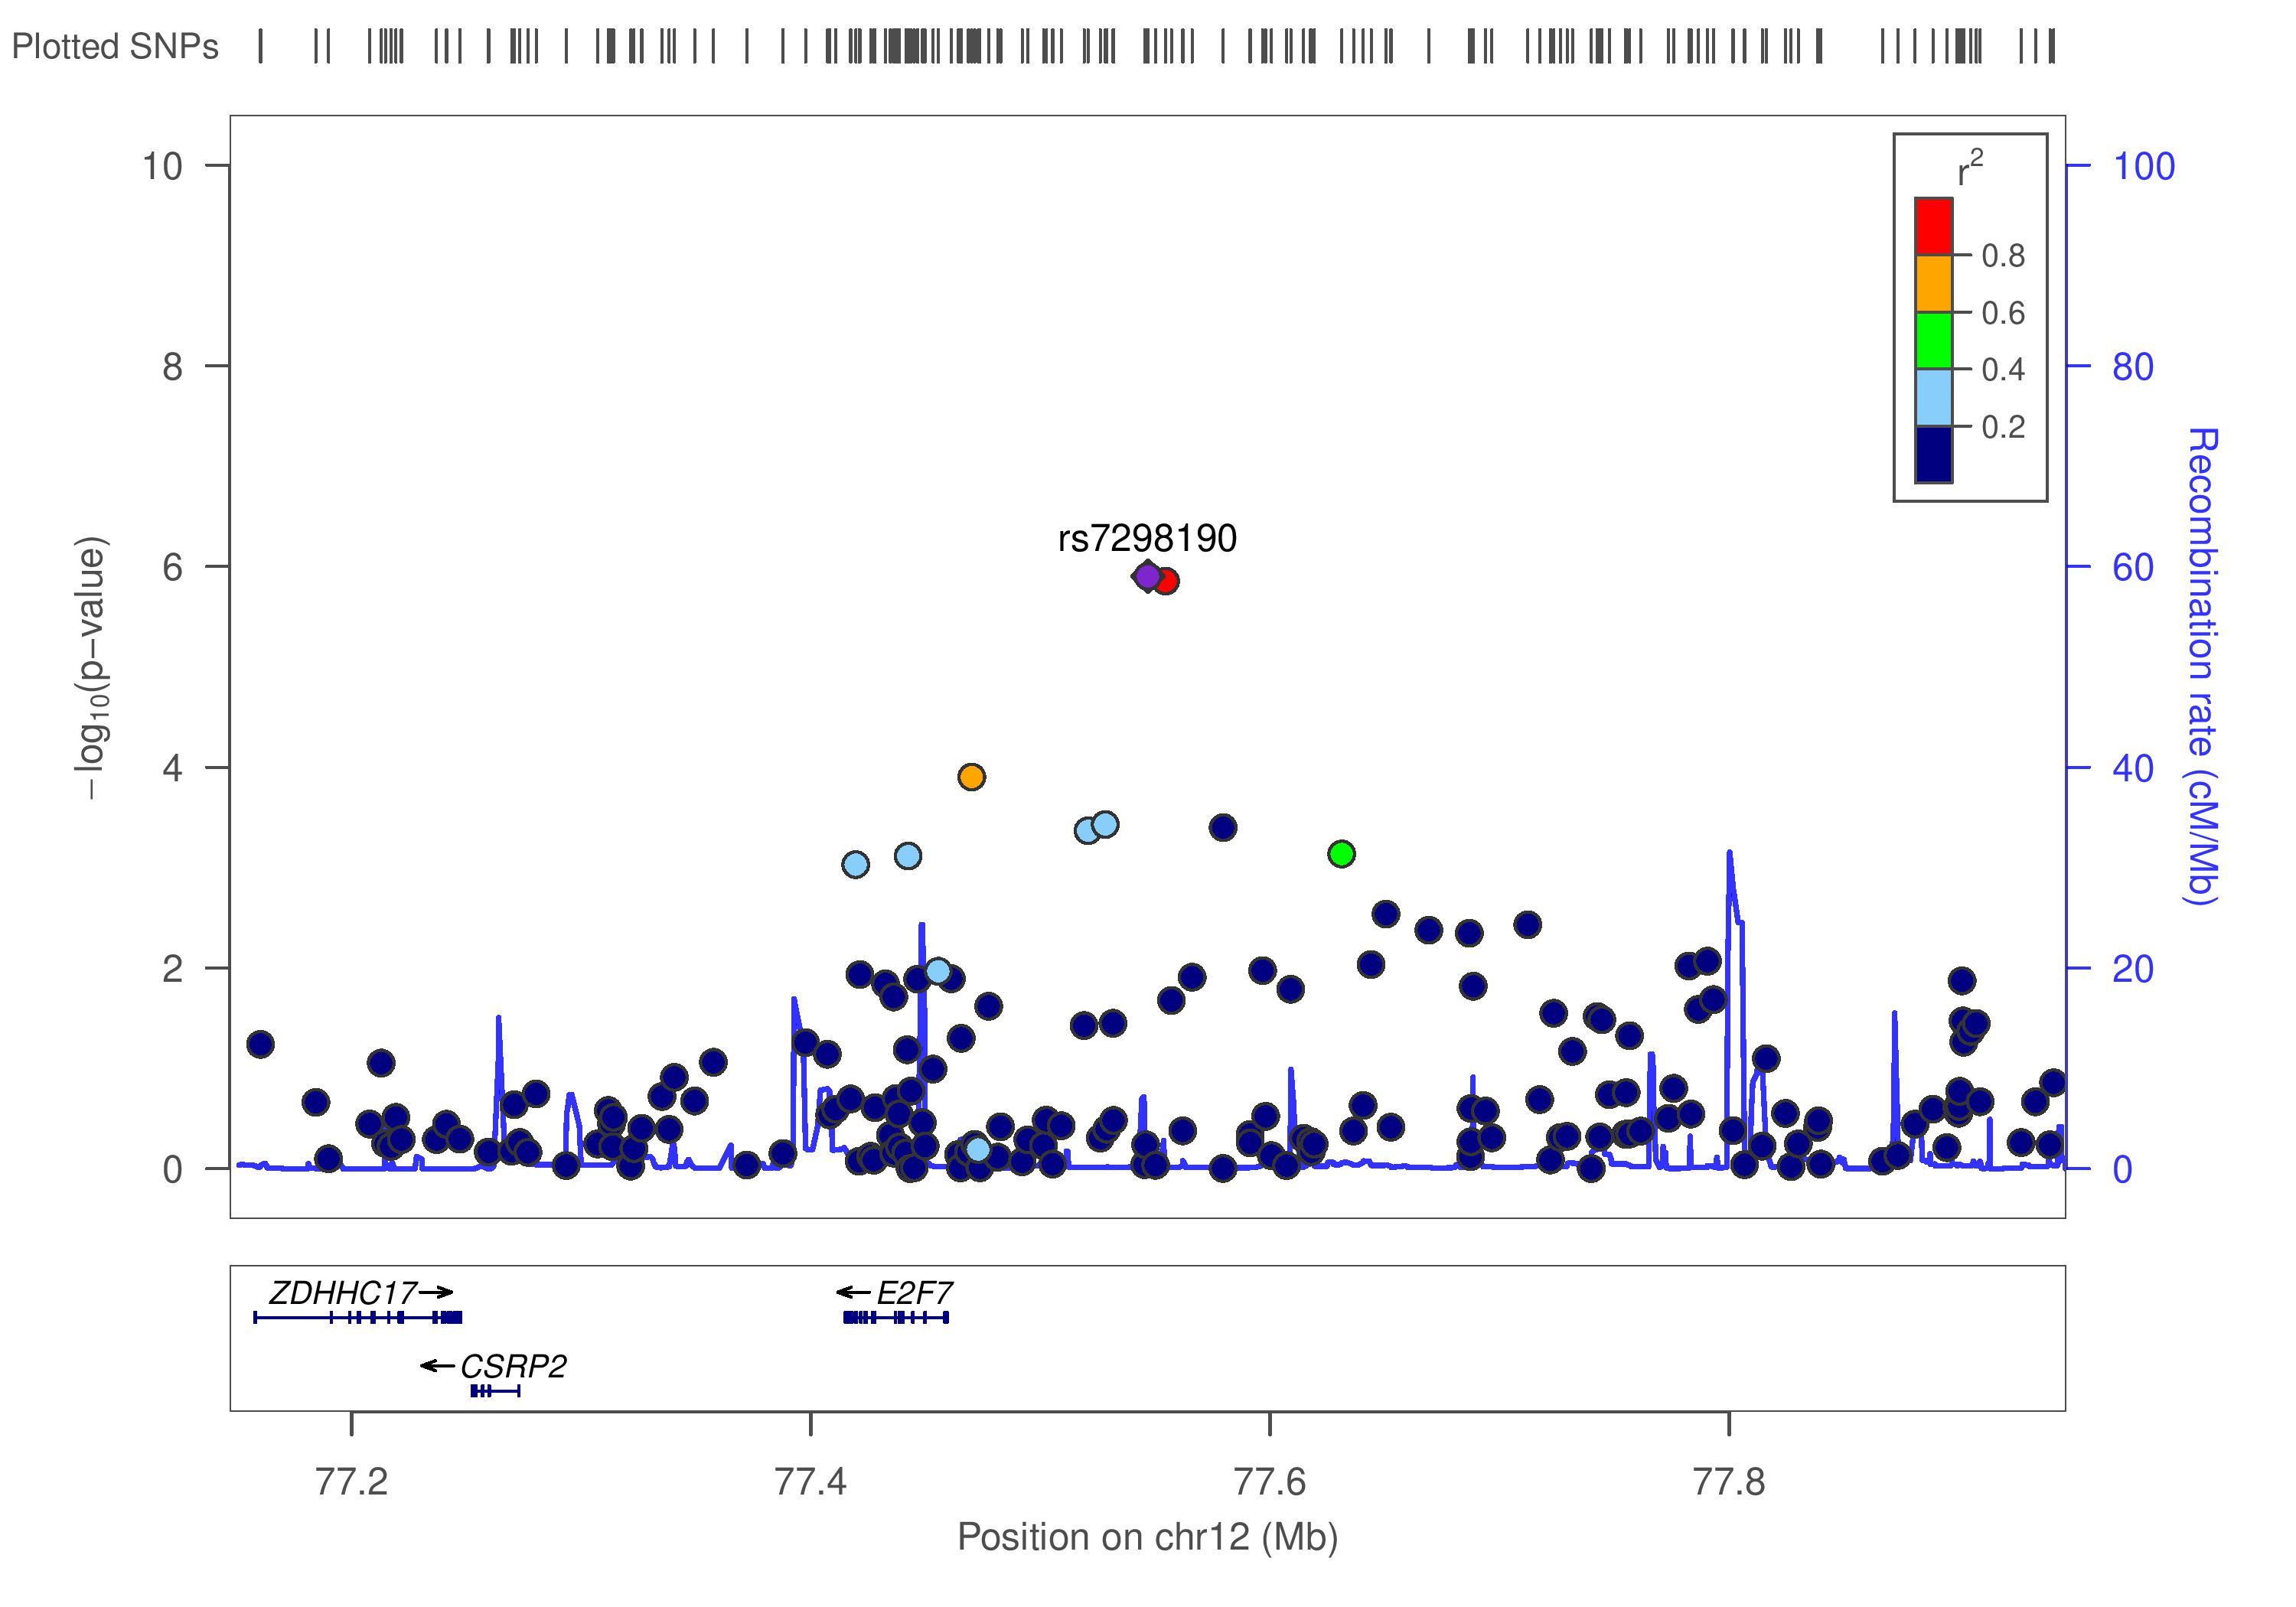 Plotted SNPs
10
8
6
4
2
0
−log10(p−value)
100
80
60
40
20
0
Recombination rate (cM/Mb)
r2
0.8
0.6
0.4
0.2
rs7298190
ZDHHC17
E2F7
CSRP2
77.2
77.4
77.6
77.8
Position on chr12 (Mb)